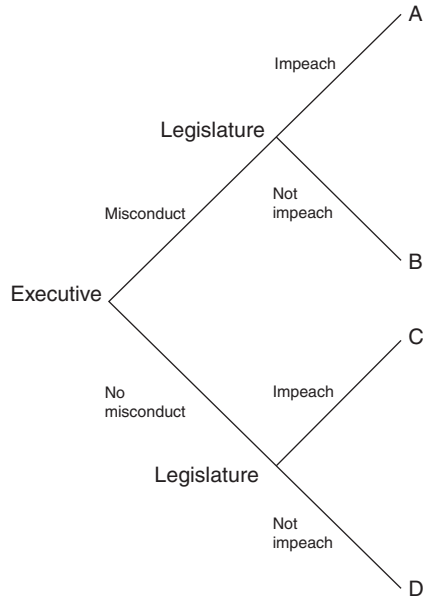 A
Impeach
Legislature
Misconduct
Not
impeach
B
Executive
C
No
misconduct
Impeach
Legislature
Not
impeach
D